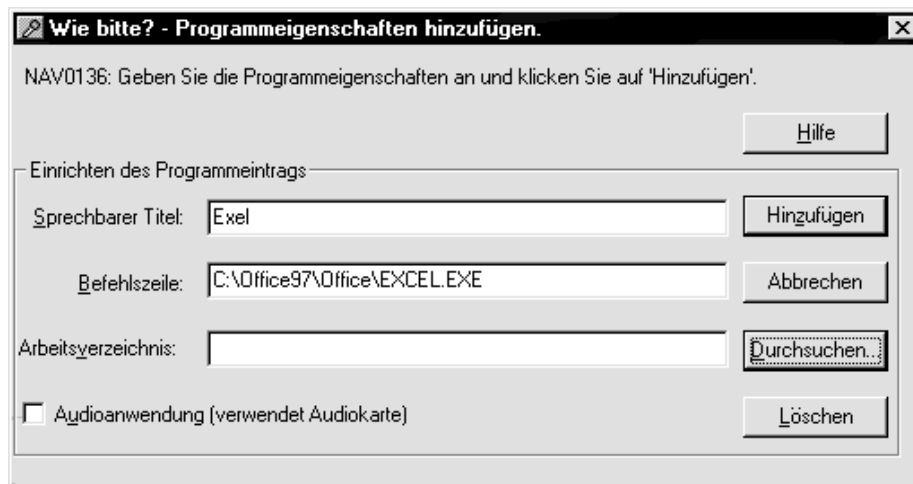 Wie bitte? - Programmeigenschaften hinzufügen.
NAV0136: Geben Sie die Programmeigenschaften an und klicken Sie auf 'Hinzufügen'.
Hilfe
Einrichten des Programmeintrags
Sprechbarer Titel: Exel Hinzufügen
Befehlszeile: C:\Office97\Office\EXCEL.EXE Abbrechen
Arbeitsverzeichnis: Durchsuchen...
Audioanwendung (verwendet Audiokarte) Löschen